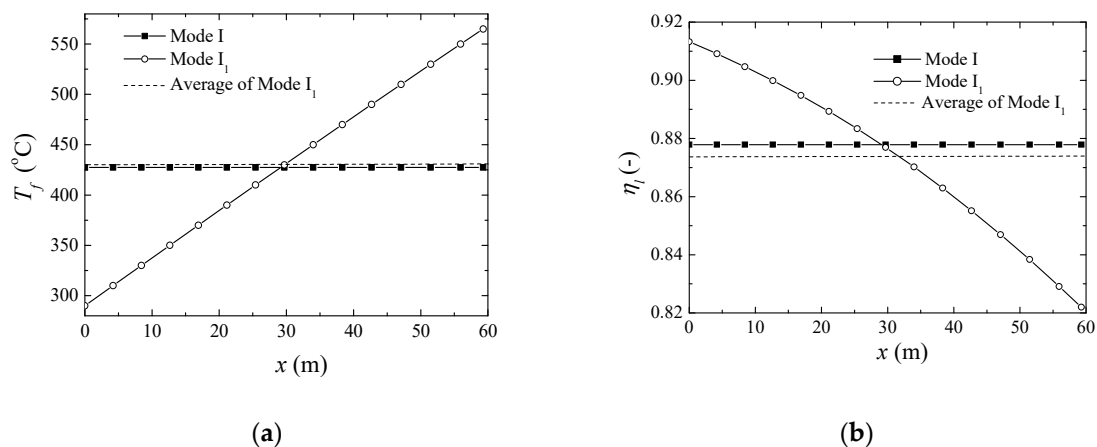 550
500
450
400
350
300
T_f (°C)
Mode I
Mode I₁
Average of Mode I₁
0 10 20 30 40 50 60
x (m)
(a)
0.92
0.90
0.88
0.86
0.84
0.82
η_l (-)
Mode I
Mode I₁
Average of Mode I₁
0 10 20 30 40 50 60
x (m)
(b)